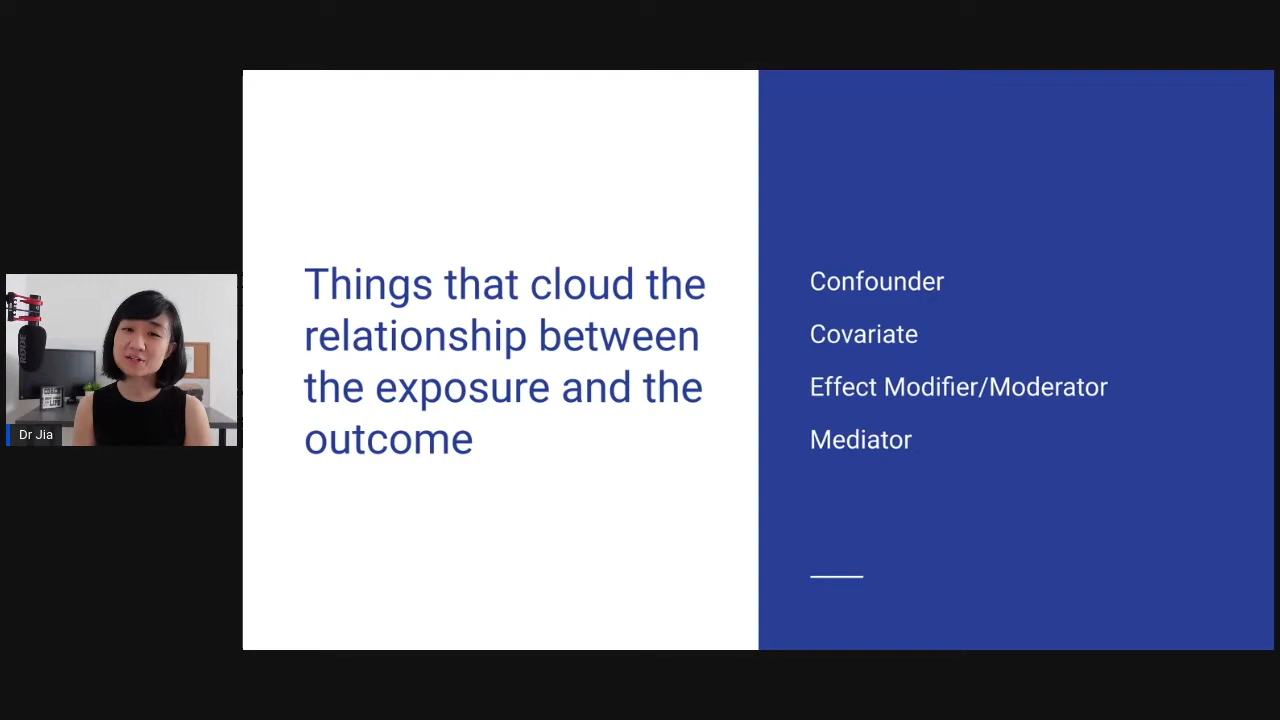 Things that cloud the
relationship between
the exposure and the
outcome
Confounder
Covariate
Effect Modifier/Moderator
Mediator
RØDE
Dr Jia